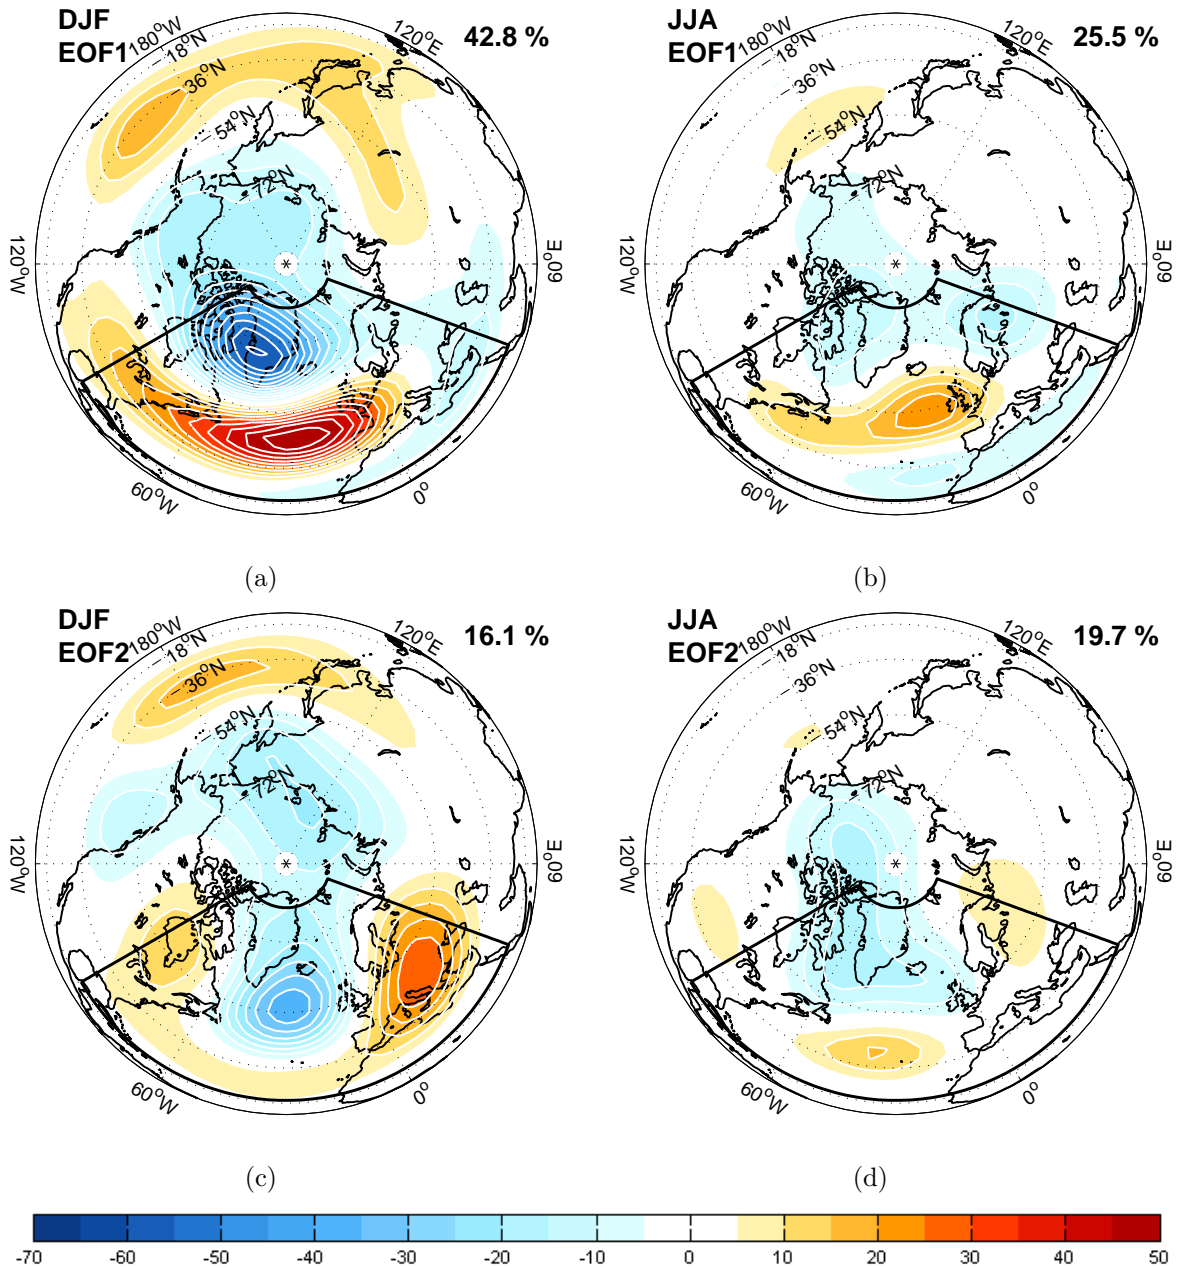 DJF
EOF1
42.8 %
180°W
18°N
36°N
54°N
72°N
120°E
120°W
60°E
60°W
0°
(a)
JJA
EOF1
25.5 %
180°W
18°N
36°N
54°N
72°N
120°E
120°W
60°E
60°W
0°
(b)
DJF
EOF2
16.1 %
180°W
18°N
36°N
54°N
72°N
120°E
120°W
60°E
60°W
0°
(c)
JJA
EOF2
19.7 %
180°W
18°N
36°N
54°N
72°N
120°E
120°W
60°E
60°W
0°
(d)
-70 -60 -50 -40 -30 -20 -10 0 10 20 30 40 50